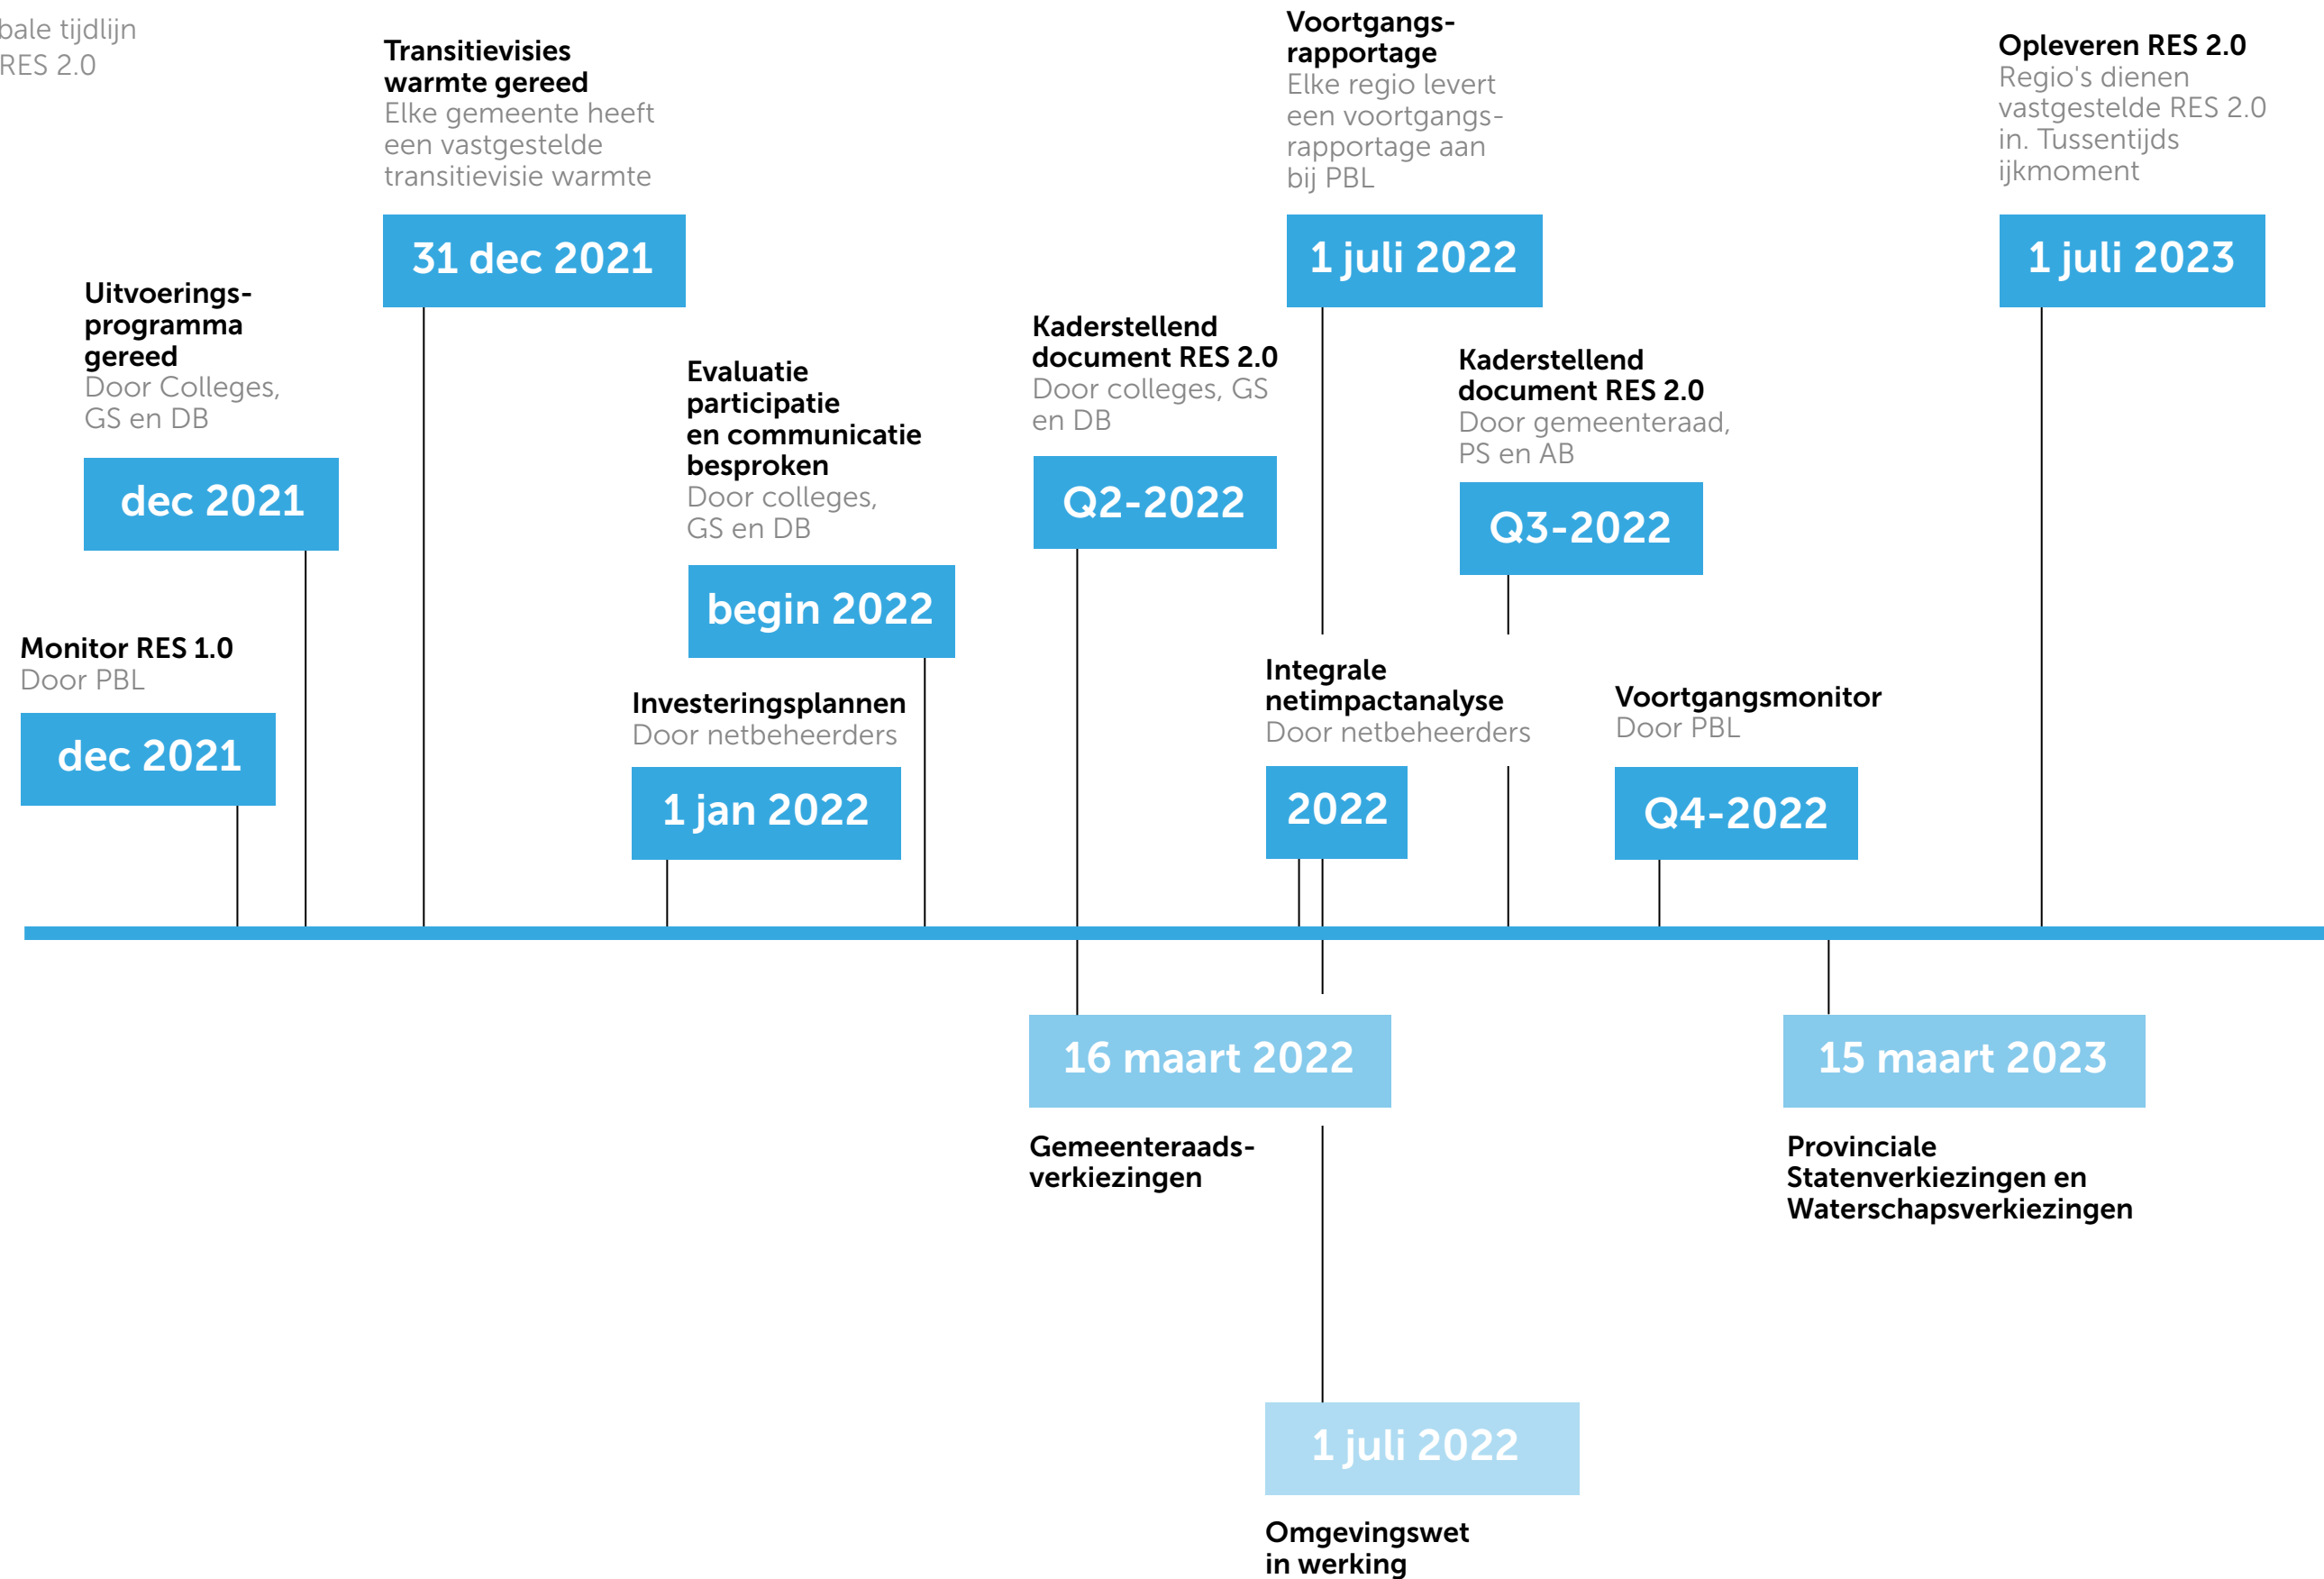 tijdlijn
RES 2.0
Transitievisies
warmte gereed
Elke gemeente heeft
een vastgestelde
transitievisie warmte
31 dec 2021
Voortgangs-
rapportage
Elke regio levert
een voortgangs-
rapportage aan
bij PBL
1 juli 2022
Opleveren RES 2.0
Regio's dienen
vastgestelde RES 2.0
in. Tussentijds
ijkmoment
1 juli 2023
Uitvoerings-
programma
gereed
Door Colleges,
GS en DB
dec 2021
Evaluatie
participatie
en communicatie
besproken
Door colleges,
GS en DB
begin 2022
Kaderstellend
document RES 2.0
Door colleges, GS
en DB
Q2-2022
Kaderstellend
document RES 2.0
Door gemeenteraad,
PS en AB
Q3-2022
Monitor RES 1.0
Door PBL
dec 2021
Investeringsplannen
Door netbeheerders
1 jan 2022
Integrale
netimpactanalyse
Door netbeheerders
2022
Voortgangsmonitor
Door PBL
Q4-2022
16 maart 2022
Gemeenteraads-
verkiezingen
15 maart 2023
Provinciale
Statenverkiezingen en
Waterschapsverkiezingen
1 juli 2022
Omgevingswet
in werking